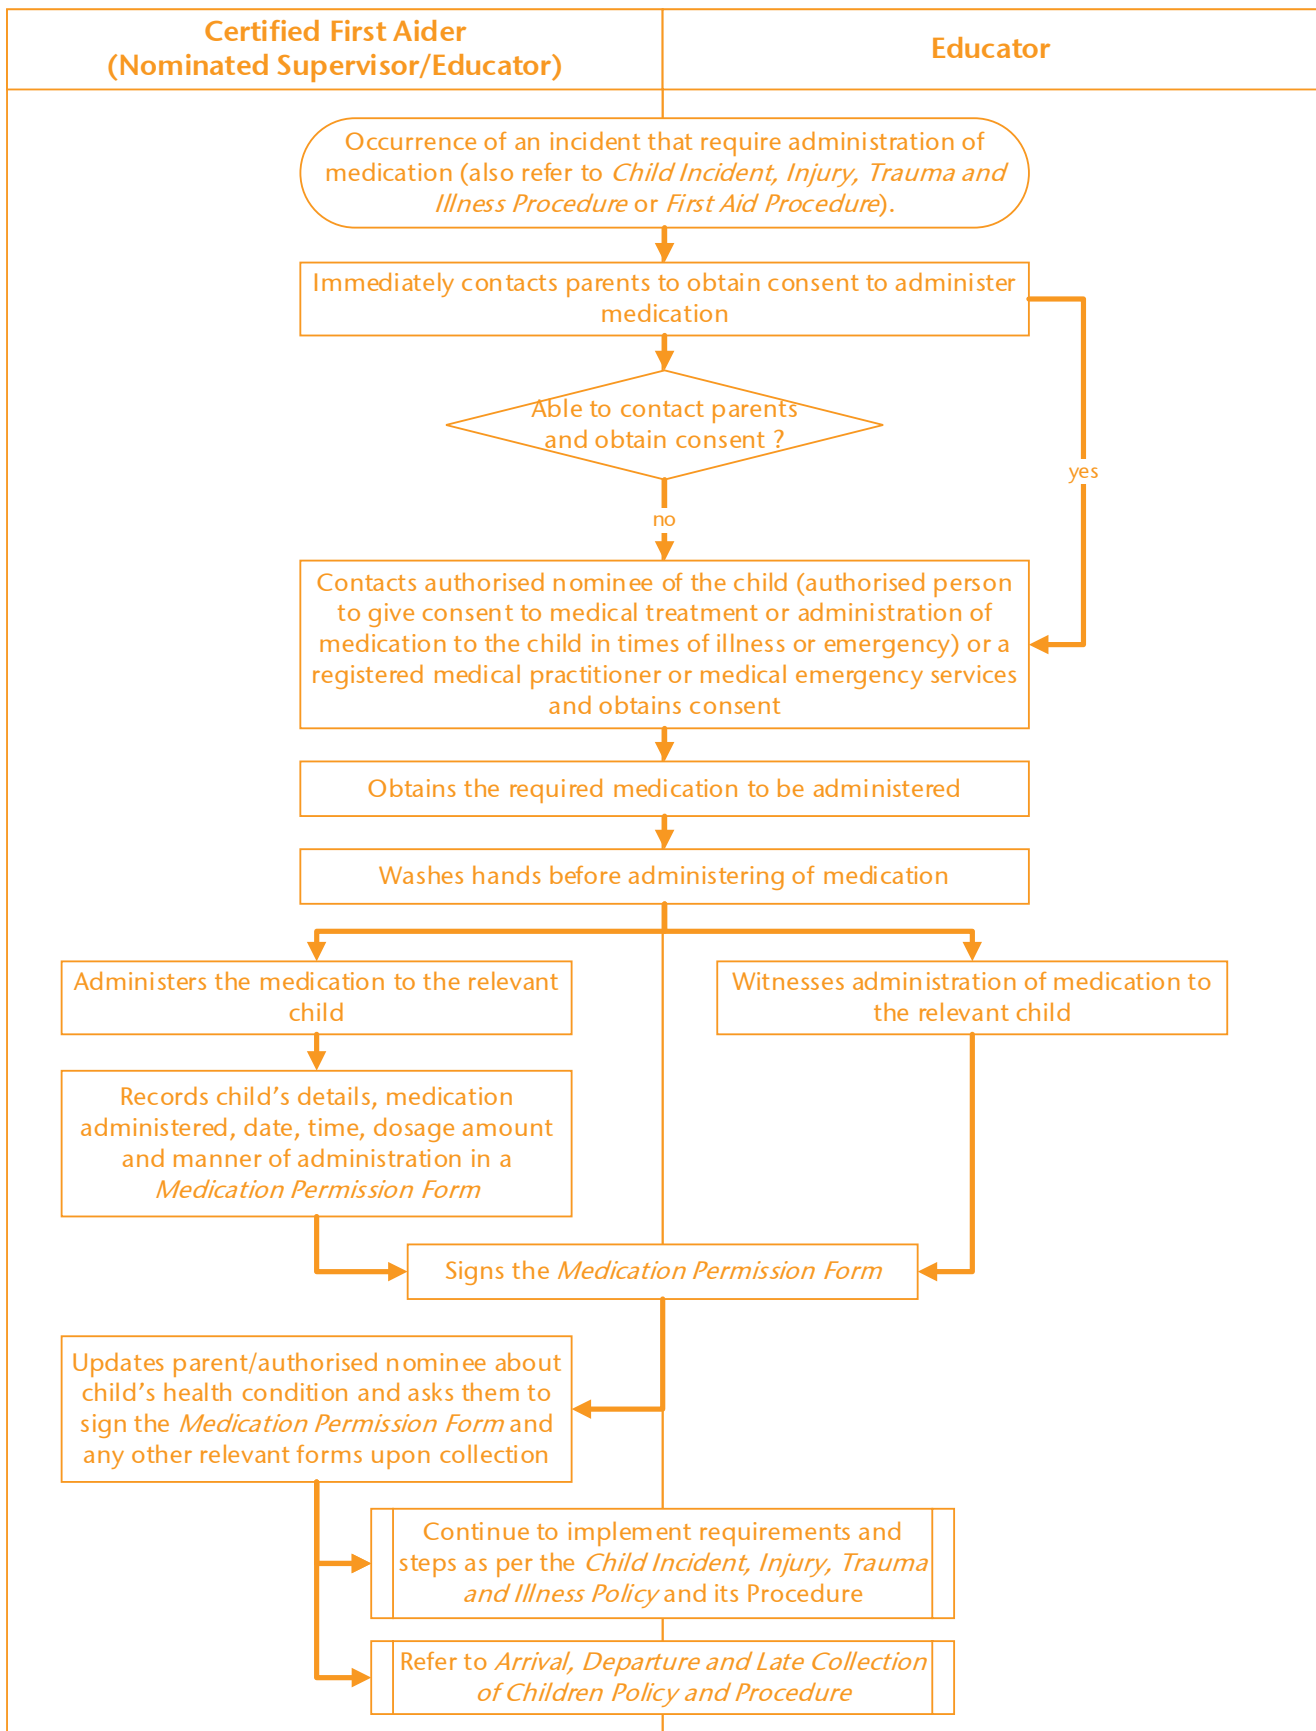 Certified First Aider
(Nominated Supervisor/Educator)
Educator
Occurrence of an incident that require administration of
medication (also refer to Child Incident, Injury, Trauma and
Illness Procedure or First Aid Procedure).
Immediately contacts parents to obtain consent to administer
medication
Able to contact parents
and obtain consent ?
yes
no
Contacts authorised nominee of the child (authorised person
to give consent to medical treatment or administration of
medication to the child in times of illness or emergency) or a
registered medical practitioner or medical emergency services
and obtains consent
Obtains the required medication to be administered
Washes hands before administering of medication
Administers the medication to the relevant
child
Witnesses administration of medication to
the relevant child
Records child's details, medication
administered, date, time, dosage amount
and manner of administration in a
Medication Permission Form
Signs the Medication Permission Form
Updates parent/authorised nominee about
child's health condition and asks them to
sign the Medication Permission Form and
any other relevant forms upon collection
Continue to implement requirements and
steps as per the Child Incident, Injury, Trauma
and Illness Policy and its Procedure
Refer to Arrival, Departure and Late Collection
of Children Policy and Procedure